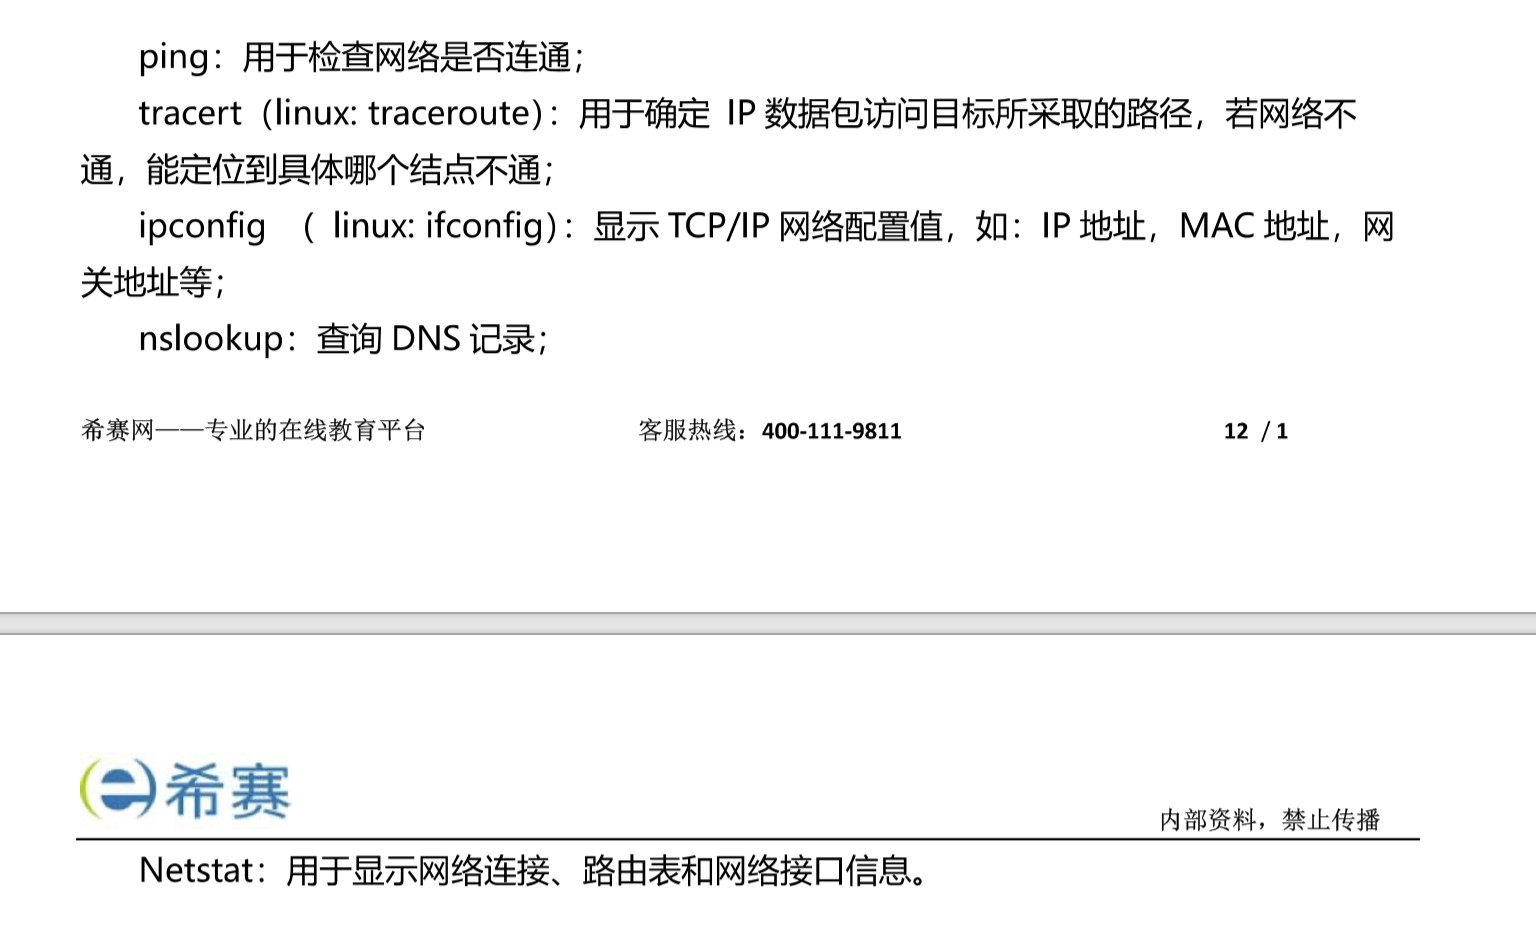 ping：用于检查网络是否连通；
tracert（linux: traceroute）：用于确定 IP 数据包访问目标所采取的路径，若网络不
通，能定位到具体哪个结点不通；
ipconfig （ linux: ifconfig）：显示 TCP/IP 网络配置值，如：IP 地址，MAC 地址，网
关地址等；
nslookup：查询 DNS 记录；
希赛网——专业的在线教育平台 客服热线：400-111-9811 12 / 1
希赛
内部资料，禁止传播
Netstat：用于显示网络连接、路由表和网络接口信息。